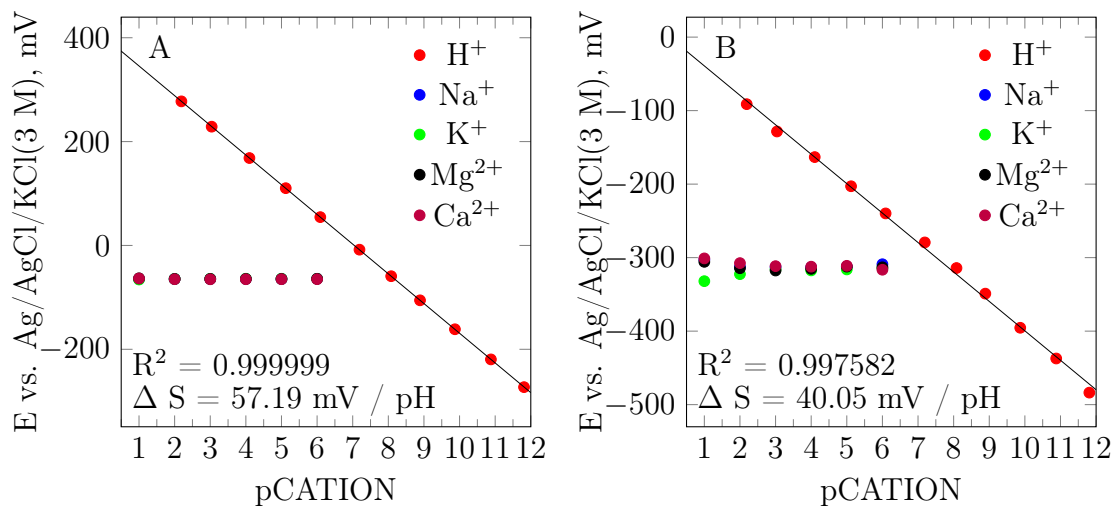 E vs. Ag/AgCl/KCl(3 M), mV
400
200
0
−200
A
H⁺
Na⁺
K⁺
Mg²⁺
Ca²⁺
R² = 0.999999
Δ S = 57.19 mV / pH
1 2 3 4 5 6 7 8 9 10 11 12
pCATION
E vs. Ag/AgCl/KCl(3 M), mV
0
−100
−200
−300
−400
−500
B
H⁺
Na⁺
K⁺
Mg²⁺
Ca²⁺
R² = 0.997582
Δ S = 40.05 mV / pH
1 2 3 4 5 6 7 8 9 10 11 12
pCATION